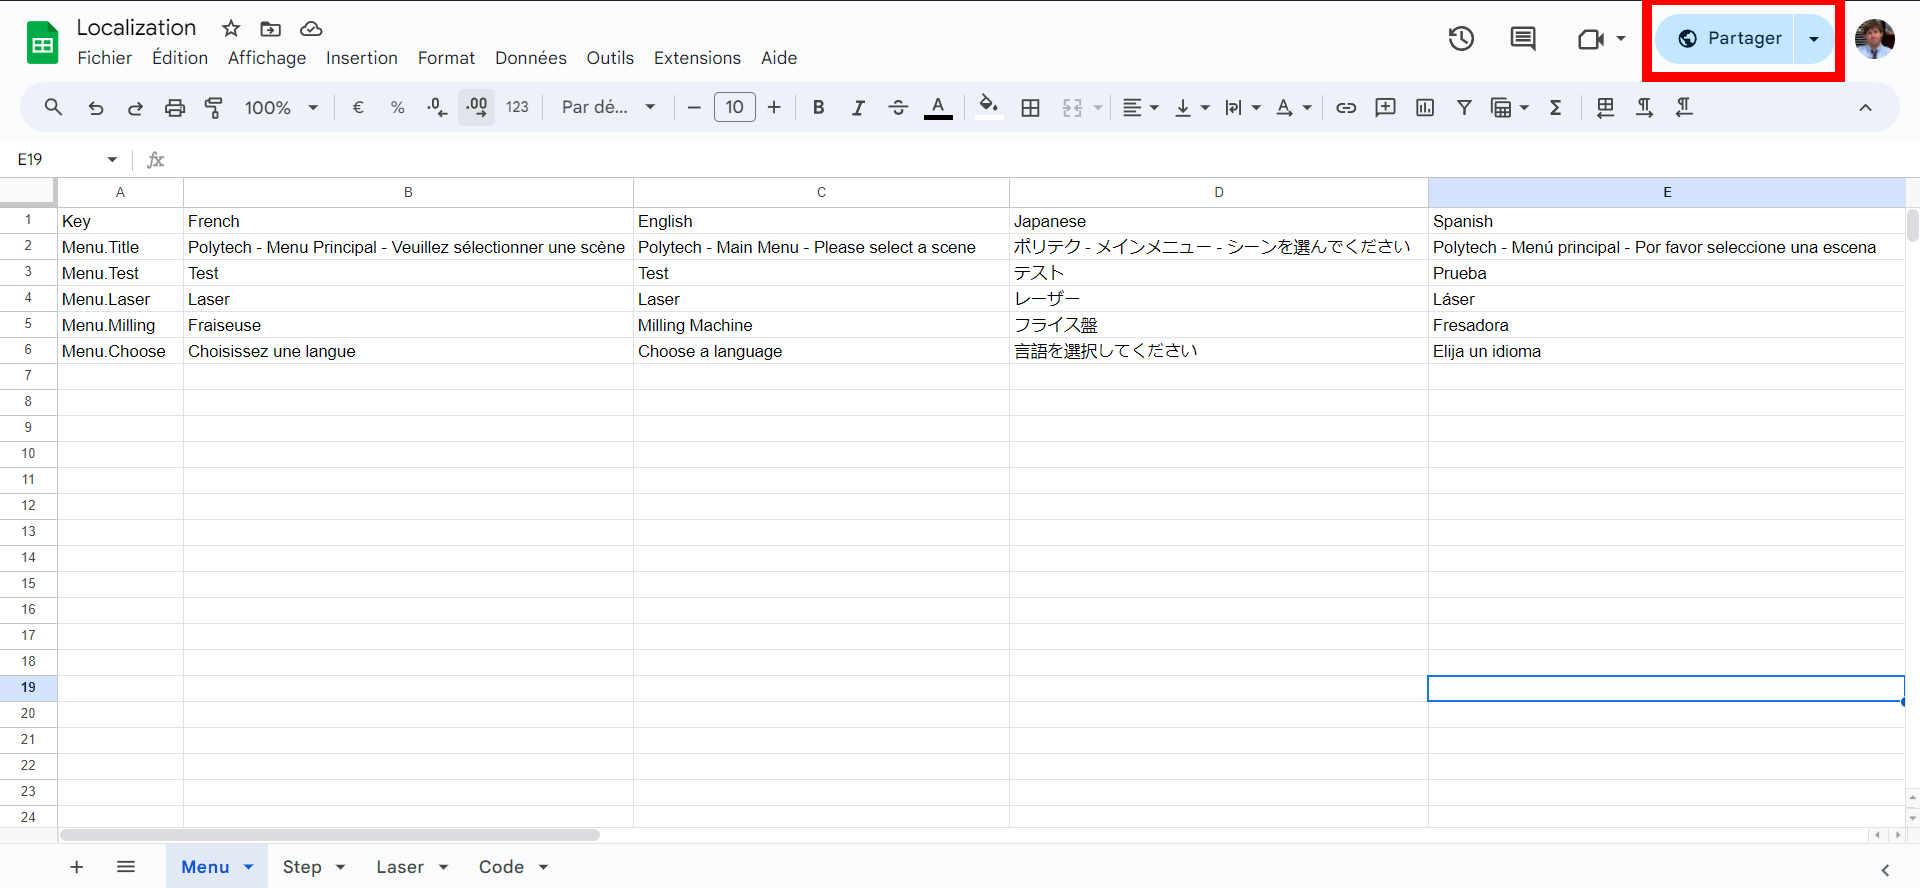 Localization
Fichier Édition Affichage Insertion Format Données Outils Extensions Aide
Partager
100% € % .0 .00 123 Par dé... 10 B I A A Σ
E19 fx
A B C D E
1 Key French English Japanese Spanish
2 Menu.Title Polytech - Menu Principal - Veuillez sélectionner une scène Polytech - Main Menu - Please select a scene ポリテク - メインメニュー - シーンを選んでください Polytech - Menú principal - Por favor seleccione una escena
3 Menu.Test Test Test テスト Prueba
4 Menu.Laser Laser Laser レーザー Láser
5 Menu.Milling Fraiseuse Milling Machine フライス盤 Fresadora
6 Menu.Choose Choisissez une langue Choose a language 言語を選択してください Elija un idioma
7
8
9
10
11
12
13
14
15
16
17
18
19
20
21
22
23
24
Menu Step Laser Code